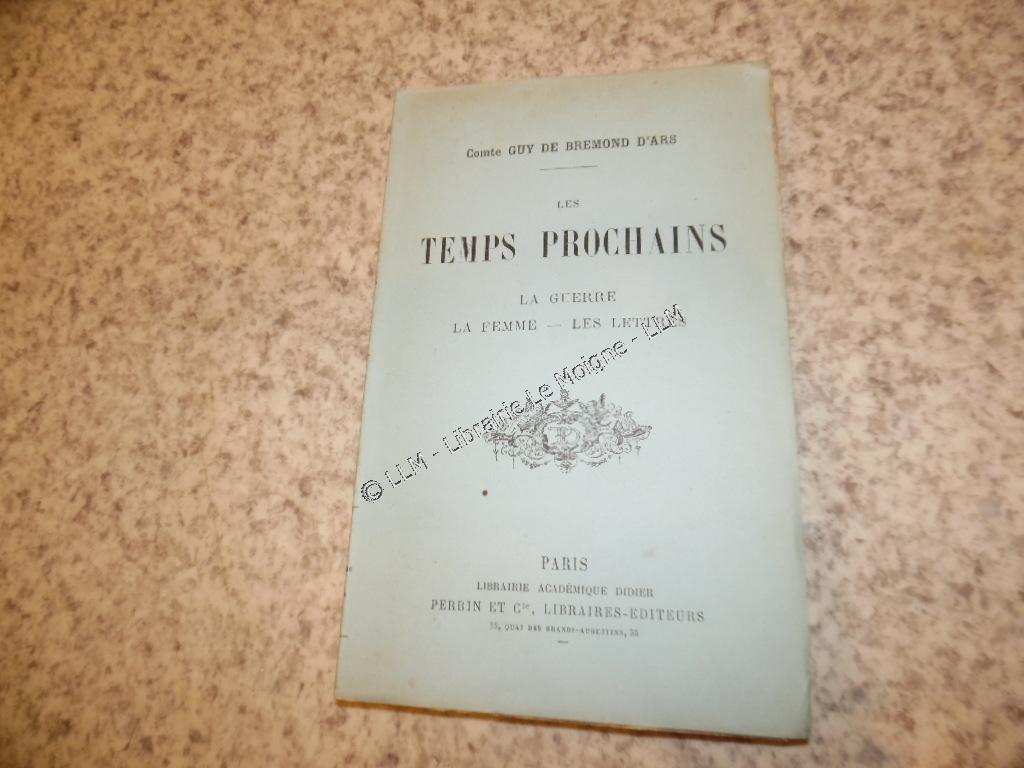 Comte GUY DE BREMOND D'ARS
LES
TEMPS PROCHAINS
LA GUERRE
LA FEMME — LES LETTRES
© LLM - Librairie Le Moigne - LLM
PARIS
LIBRAIRIE ACADÉMIQUE DIDIER
PERRIN ET Cie, LIBRAIRES-EDITEURS
35, QUAI DES GRANDS-AUGUSTINS, 35